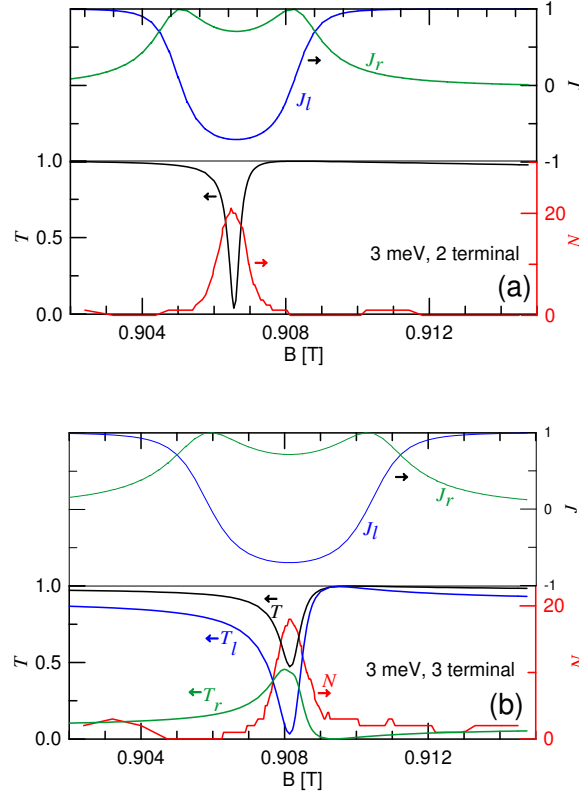 1
J_r
0
J
J_l
1.0
-1
20
T
0.5
N
3 meV, 2 terminal
(a)
0.0
0
0.904
0.908
0.912
B [T]
1
J_r
0
J
J_l
1.0
-1
T
20
T_l
T
0.5
N
3 meV, 3 terminal
N
T_r
(b)
0.0
0
0.904
0.908
0.912
B [T]